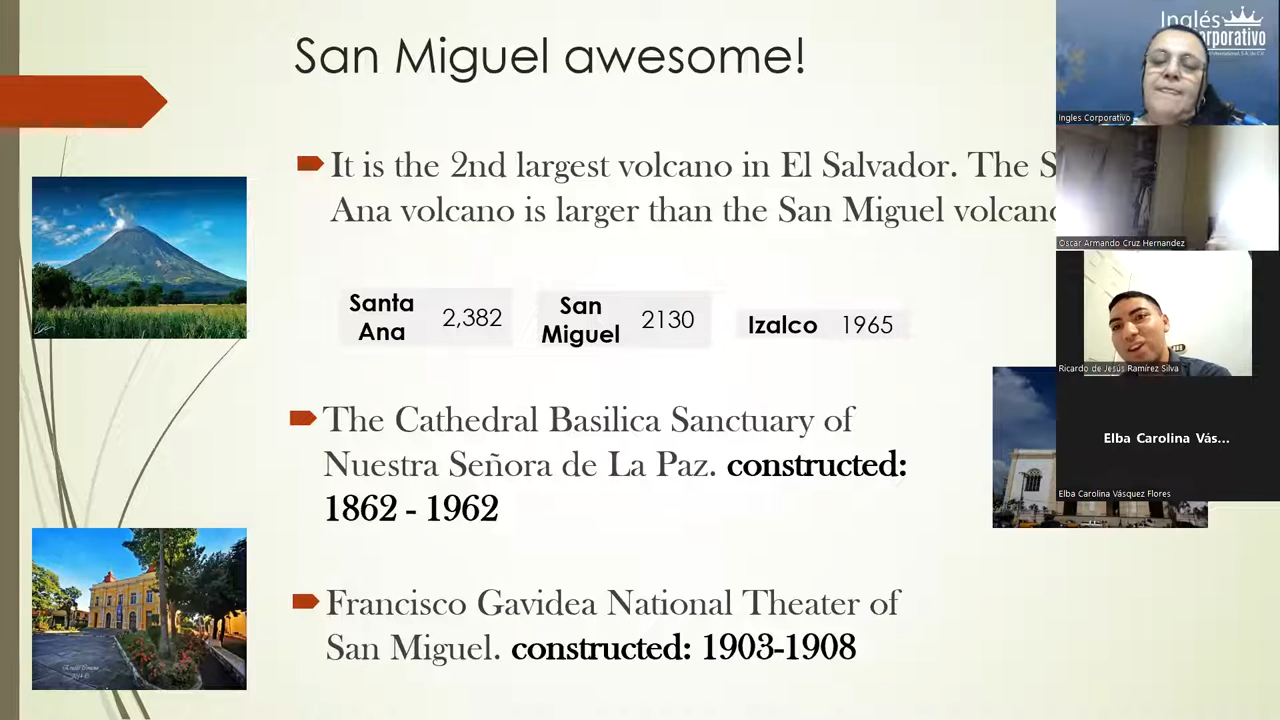 San Miguel awesome!
It is the 2nd largest volcano in El Salvador. The S
Ana volcano is larger than the San Miguel volcano
Santa
Ana
2,382
San
Miguel
2130
Izalco
1965
The Cathedral Basilica Sanctuary of
Nuestra Señora de La Paz. constructed:
1862 - 1962
Francisco Gavidea National Theater of
San Miguel. constructed: 1903-1908
Inglés
orporativo
Ingles Corporativo
Oscar Armando Cruz Hernandez
Ricardo de Jesús Ramírez Silva
Elba Carolina Vás...
Elba Carolina Vásquez Flores